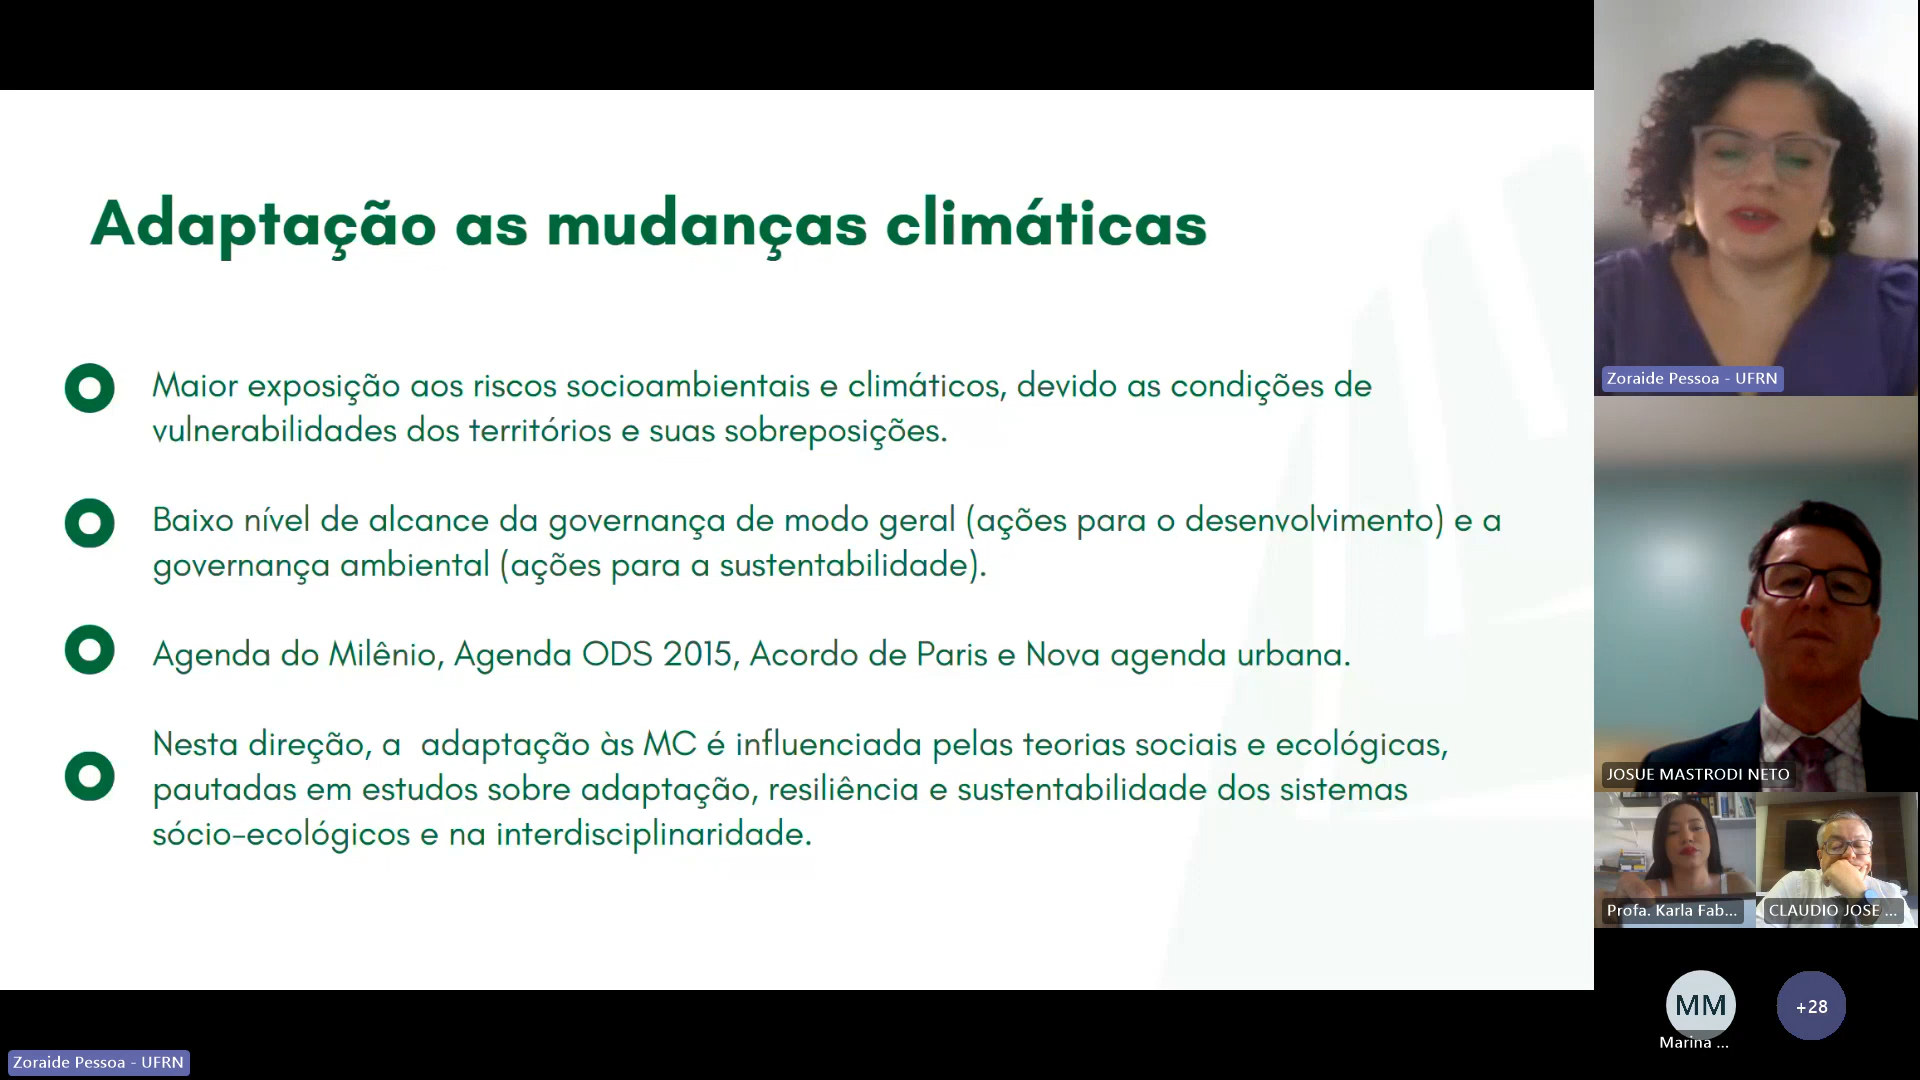 Adaptação as mudanças climáticas
Maior exposição aos riscos socioambientais e climáticos, devido as condições de
vulnerabilidades dos territórios e suas sobreposições.
Baixo nível de alcance da governança de modo geral (ações para o desenvolvimento) e a
governança ambiental (ações para a sustentabilidade).
Agenda do Milênio, Agenda ODS 2015, Acordo de Paris e Nova agenda urbana.
Nesta direção, a  adaptação às MC é influenciada pelas teorias sociais e ecológicas,
pautadas em estudos sobre adaptação, resiliência e sustentabilidade dos sistemas
sócio-ecológicos e na interdisciplinaridade.
Zoraide Pessoa - UFRN
JOSUE MASTRODI NETO
Profa. Karla Fab...
CLAUDIO JOSE ...
MM
Marina ...
+28
Zoraide Pessoa - UFRN